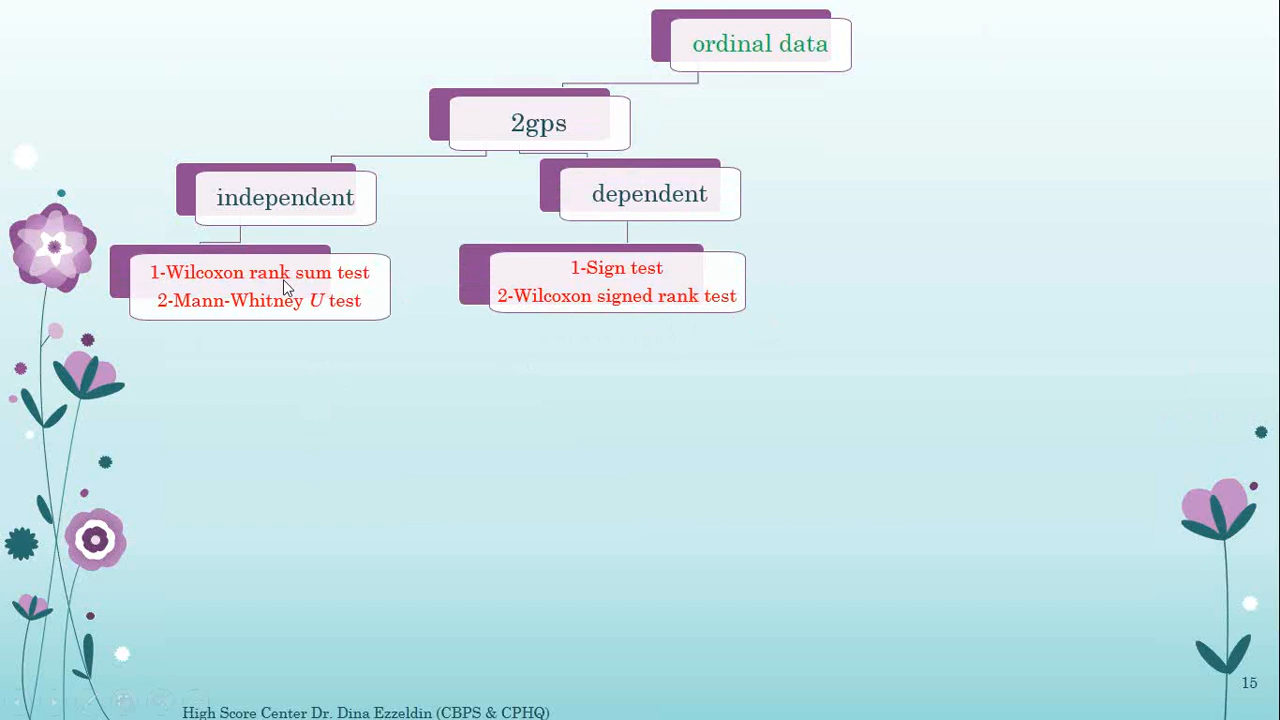 ordinal data
2gps
independent
dependent
1-Wilcoxon rank sum test
2-Mann-Whitney U test
1-Sign test
2-Wilcoxon signed rank test
15
High Score Center Dr. Dina Ezzeldin (CBPS & CPHQ)